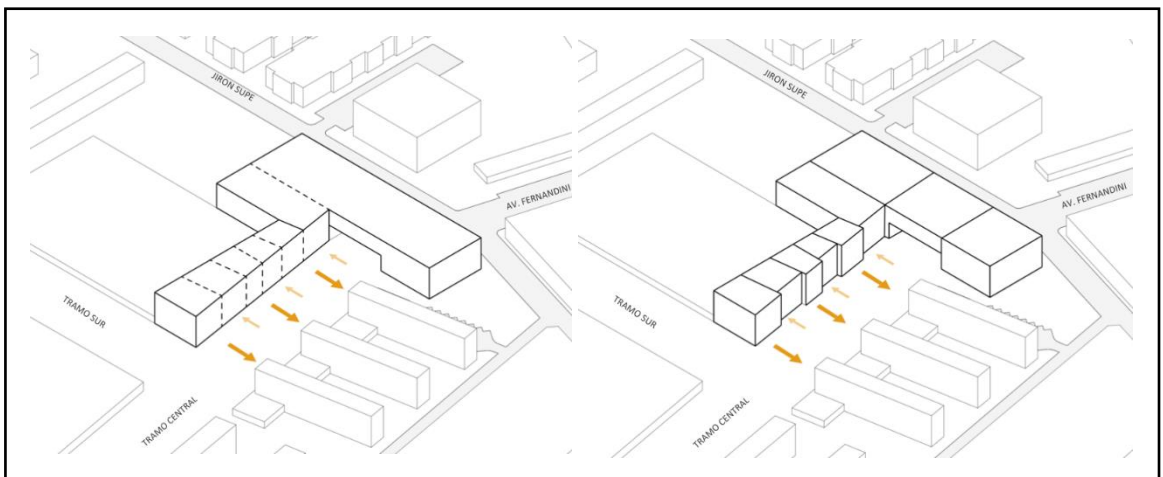 JIRON SUPE
AV. FERNANDINI
TRAMO SUR
TRAMO CENTRAL
JIRON SUPE
AV. FERNANDINI
TRAMO SUR
TRAMO CENTRAL